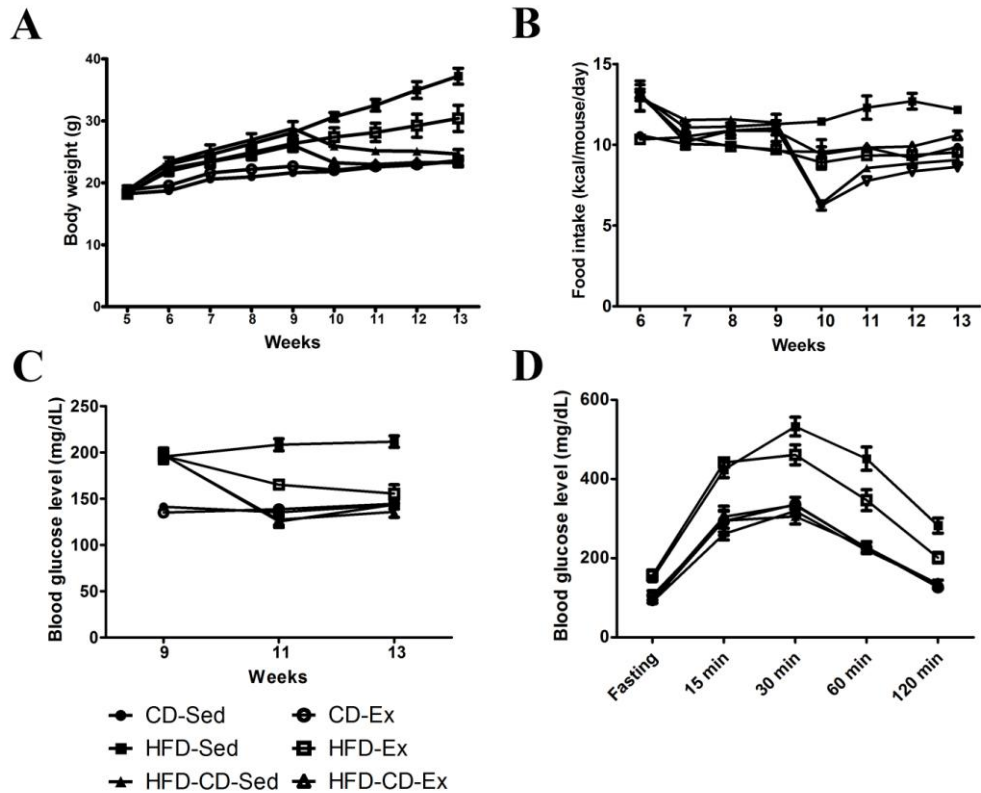 A
Body weight (g)
40
30
20
10
0
5 6 7 8 9 10 11 12 13
Weeks
B
Food intake (kcal/mouse/day)
15
10
5
0
6 7 8 9 10 11 12 13
Weeks
C
Blood glucose level (mg/dL)
250
200
150
100
50
0
9 11 13
Weeks
D
Blood glucose level (mg/dL)
600
400
200
0
Fasting 15 min 30 min 60 min 120 min
CD-Sed CD-Ex
HFD-Sed HFD-Ex
HFD-CD-Sed HFD-CD-Ex